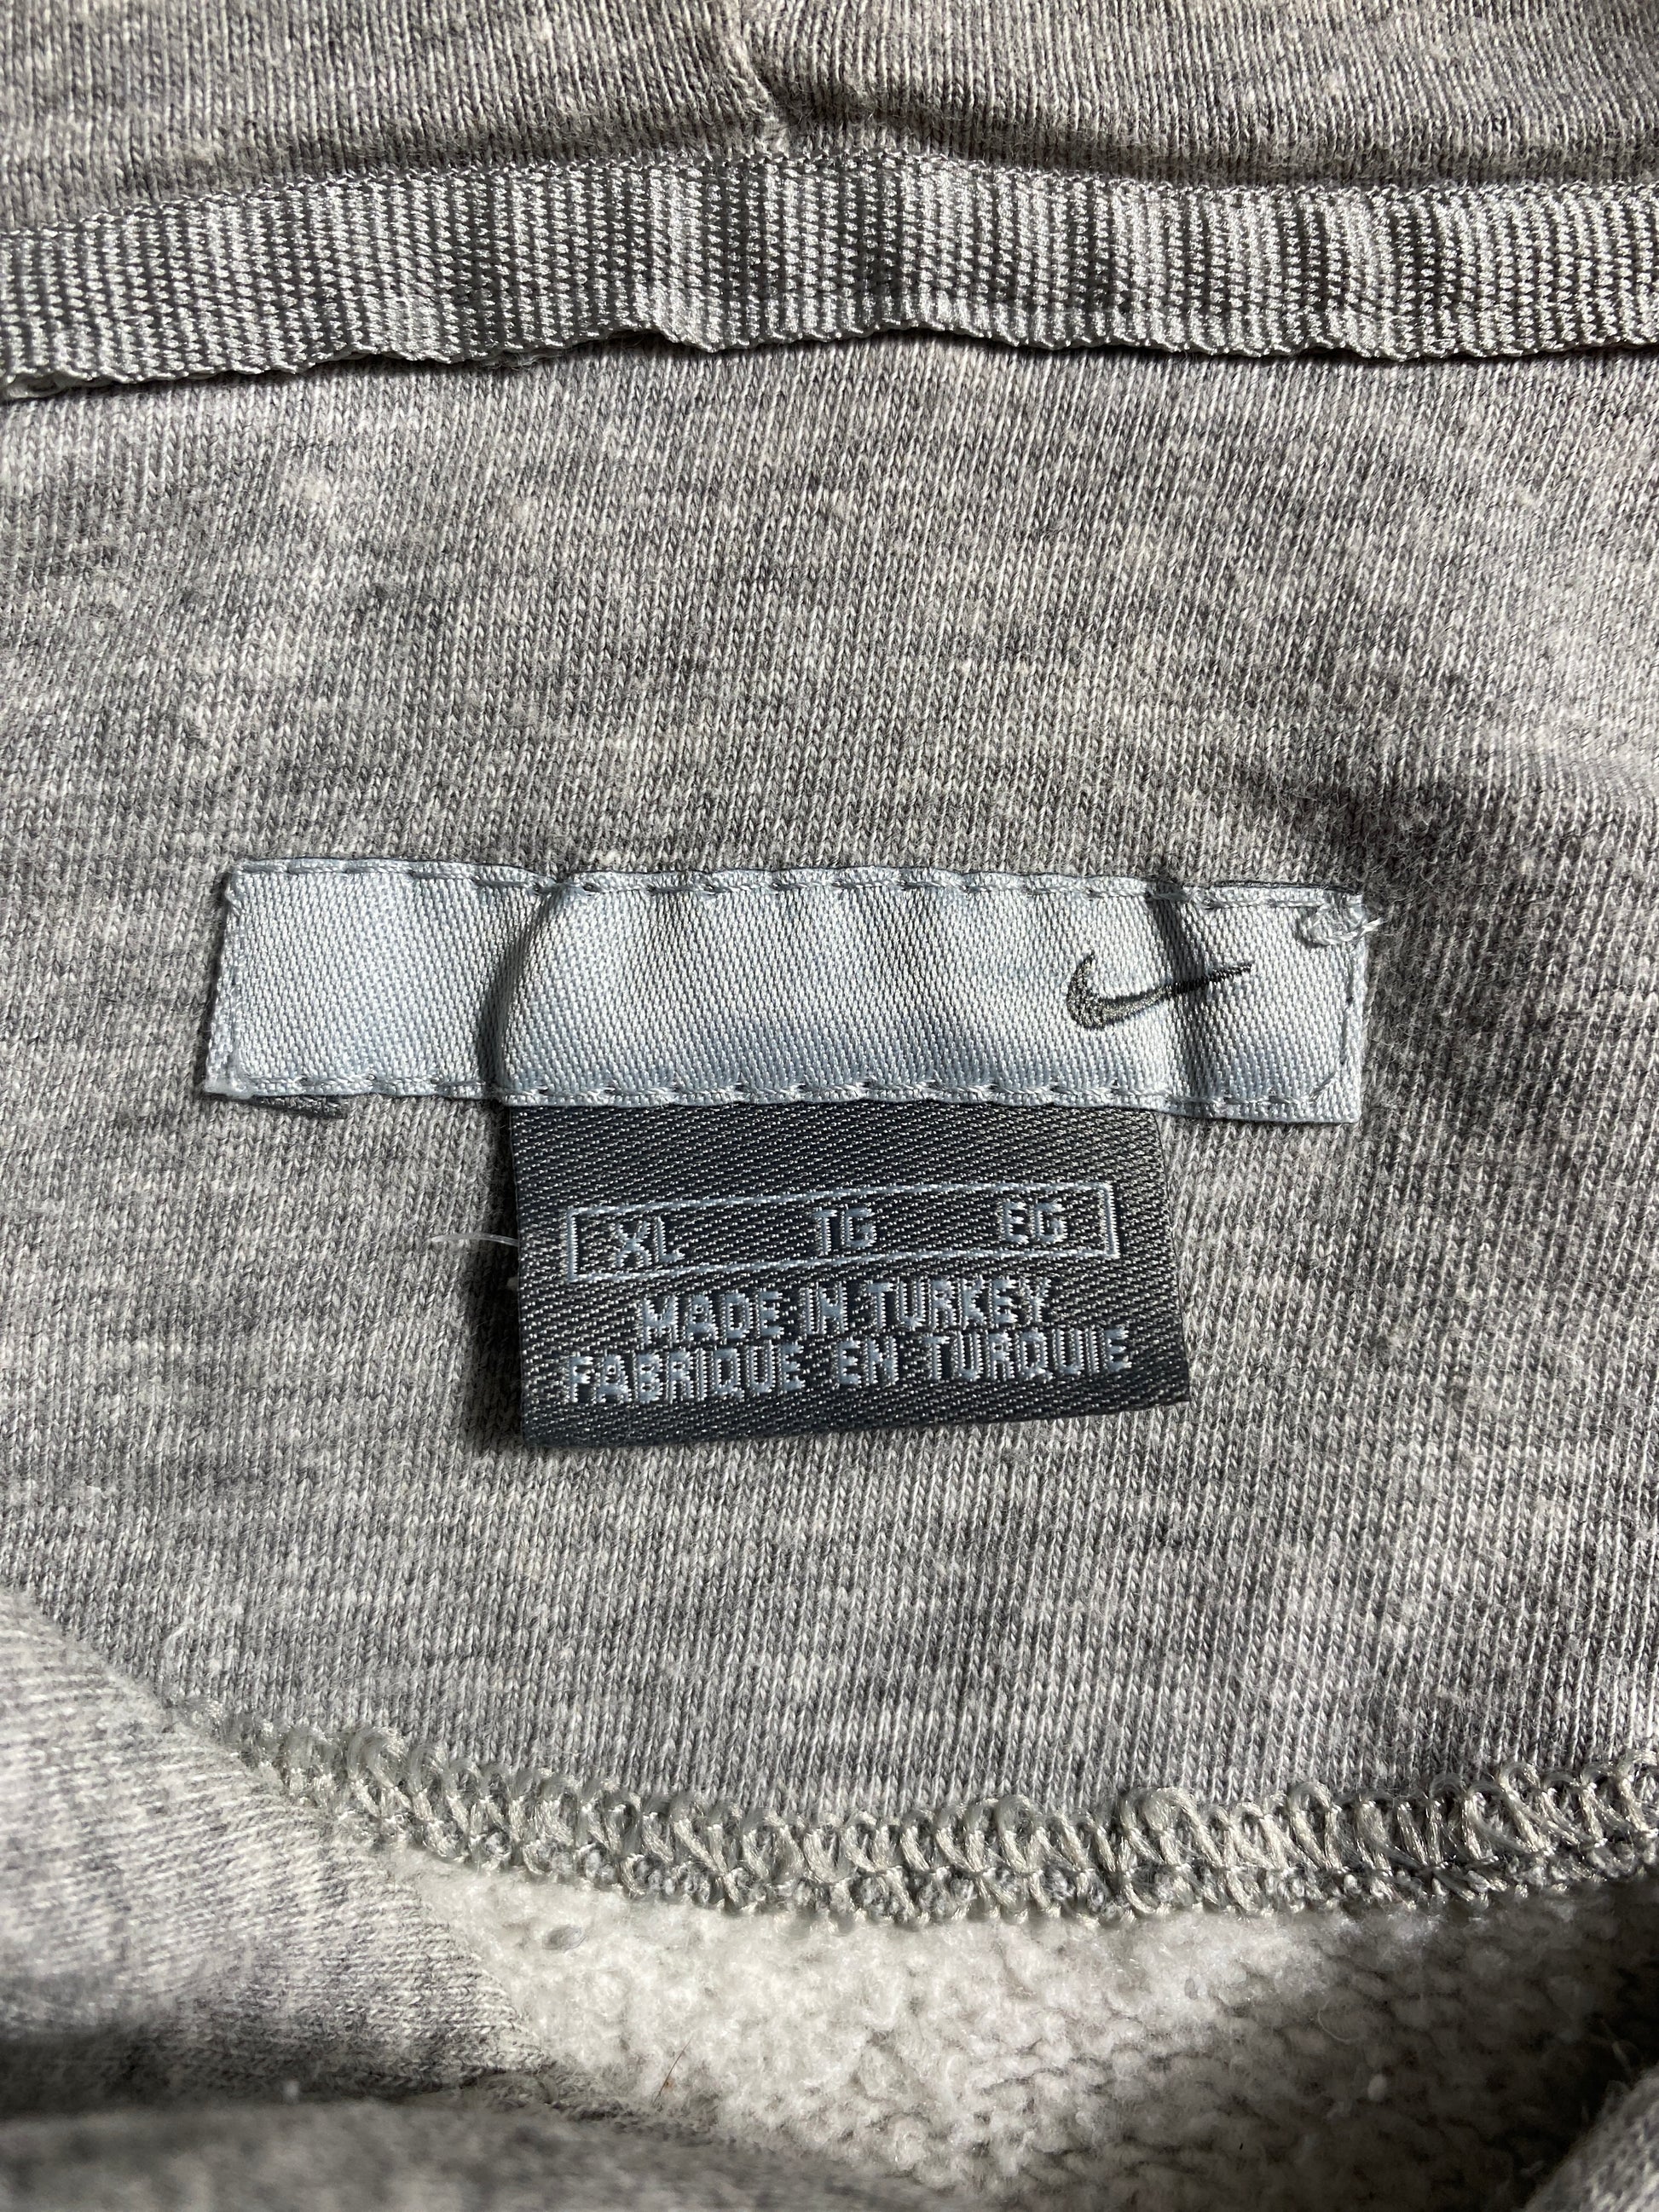 XL TG EG
MADE IN TURKEY
FABRIQUE EN TURQUIE